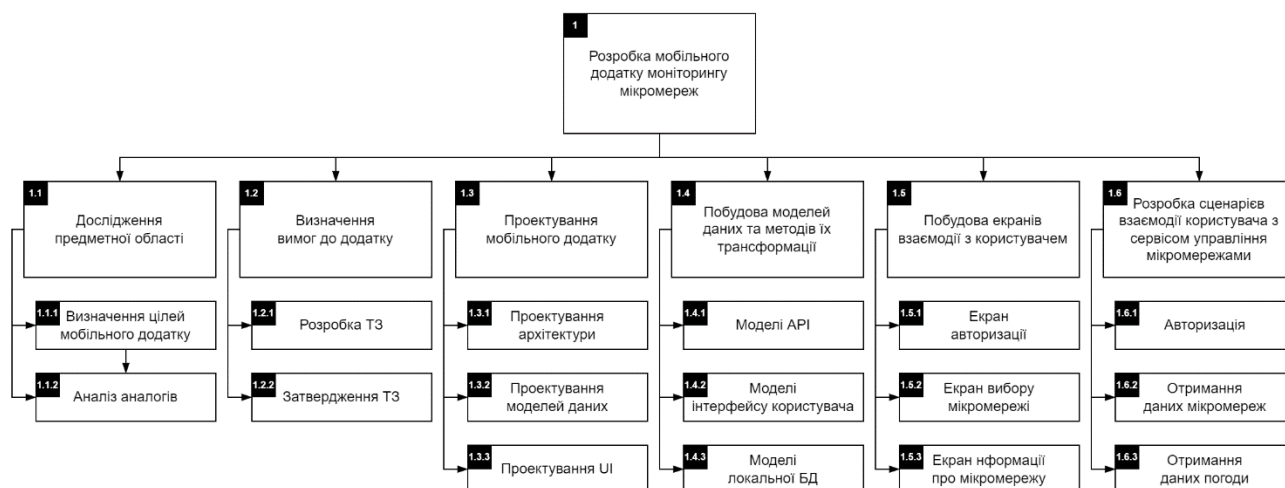 1
Розробка мобільного
додатку моніторингу
мікромереж
1.1
Дослідження
предметної області
1.1.1
Визначення цілей
мобільного додатку
1.1.2
Аналіз аналогів
1.2
Визначення
вимог до додатку
1.2.1
Розробка ТЗ
1.2.2
Затвердження ТЗ
1.3
Проектування
мобільного додатку
1.3.1
Проектування
архітектури
1.3.2
Проектування
моделей даних
1.3.3
Проектування UI
1.4
Побудова моделей
даних та методів їх
трансформації
1.4.1
Моделі API
1.4.2
Моделі
інтерфейсу користувача
1.4.3
Моделі
локальної БД
1.5
Побудова екранів
взаємодії з користувачем
1.5.1
Екран
авторизації
1.5.2
Екран вибору
мікромережі
1.5.3
Екран нформації
про мікромережу
1.6
Розробка сценарієв
взаємодії користувача з
сервісом управління
мікромережами
1.6.1
Авторизація
1.6.2
Отримання
даних мікромереж
1.6.3
Отримання
даних погоди